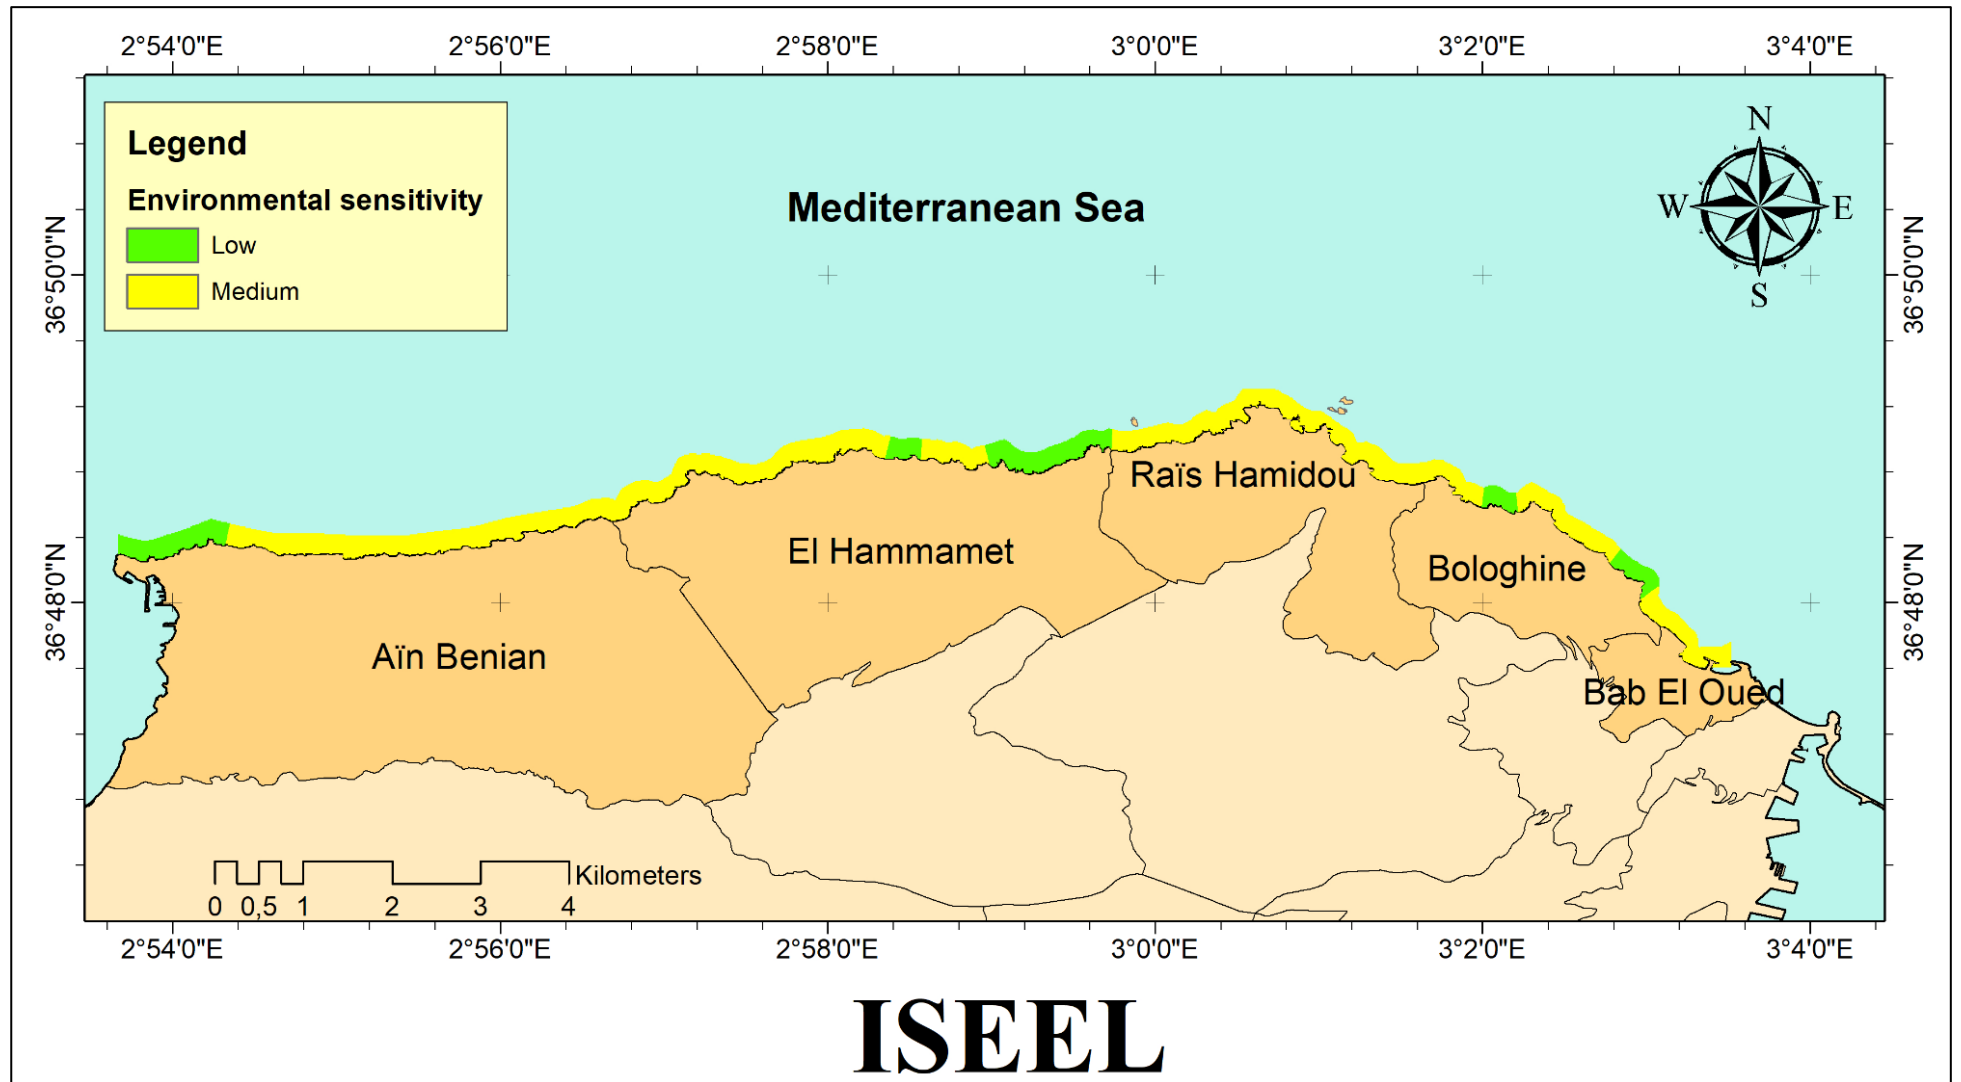 2°54'0"E 2°56'0"E 2°58'0"E 3°0'0"E 3°2'0"E 3°4'0"E
Legend
Environmental sensitivity
Low
Medium
Mediterranean Sea
N
W E
S
36°50'0"N 36°50'0"N
Raïs Hamidou
El Hammamet
Bologhine
36°48'0"N 36°48'0"N
Aïn Benian
Bab El Oued
Kilometers
0 0,5 1 2 3 4
2°54'0"E 2°56'0"E 2°58'0"E 3°0'0"E 3°2'0"E 3°4'0"E
ISEEL